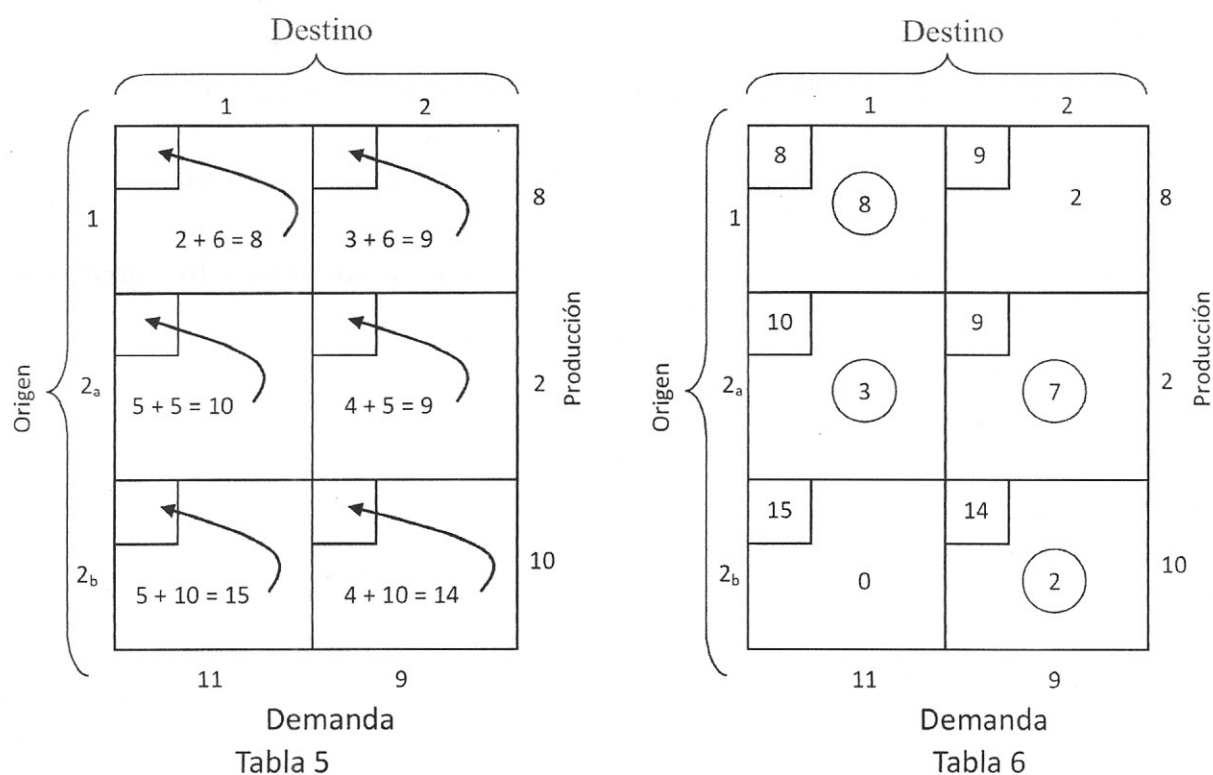 Destino
1 2
Origen
1
2a
2b
2 + 6 = 8 3 + 6 = 9
5 + 5 = 10 4 + 5 = 9
5 + 10 = 15 4 + 10 = 14
8
2
10
Producción
11 9
Demanda
Tabla 5
Destino
1 2
Origen
1
2a
2b
8 9
8 2
10 9
3 7
15 14
0 2
8
2
10
Producción
11 9
Demanda
Tabla 6